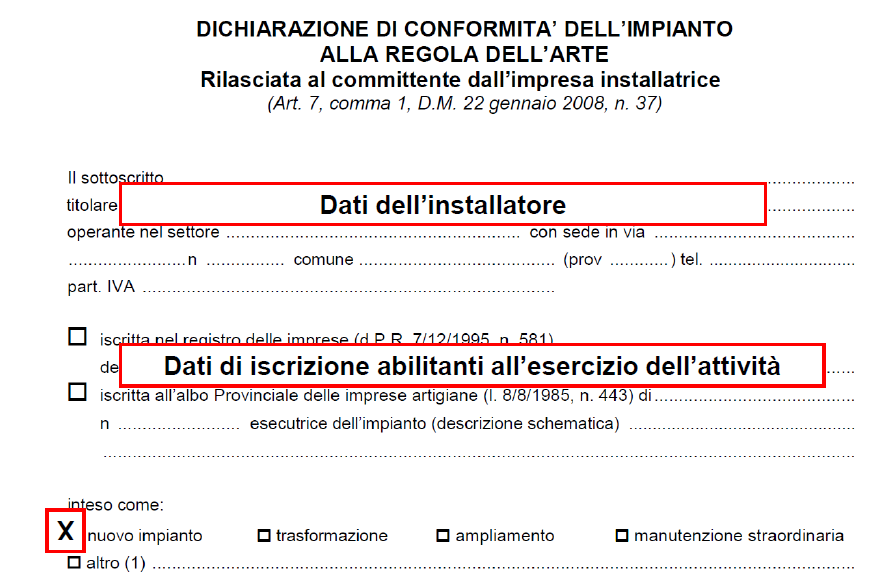 DICHIARAZIONE DI CONFORMITA' DELL'IMPIANTO
ALLA REGOLA DELL'ARTE
Rilasciata al committente dall'impresa installatrice
(Art. 7, comma 1, D.M. 22 gennaio 2008, n. 37)
Il sottoscritto
titolare
Dati dell'installatore
operante nel settore ................................................................ con sede in via ............................................
..........................n ................. comune ........................................... (prov .............) tel. ................................
part. IVA ..........................................................................................
iscritta nel registro delle imprese (d.P.R. 7/12/1995, n. 581)
de
Dati di iscrizione abilitanti all'esercizio dell'attività
iscritta all'albo Provinciale delle imprese artigiane (l. 8/8/1985, n. 443) di............................................
n ........................... esecutrice dell'impianto (descrizione schematica) .................................................
....................................................................................................................................................................
inteso come:
X nuovo impianto trasformazione ampliamento manutenzione straordinaria
altro (1) .........................................................................................................................................................